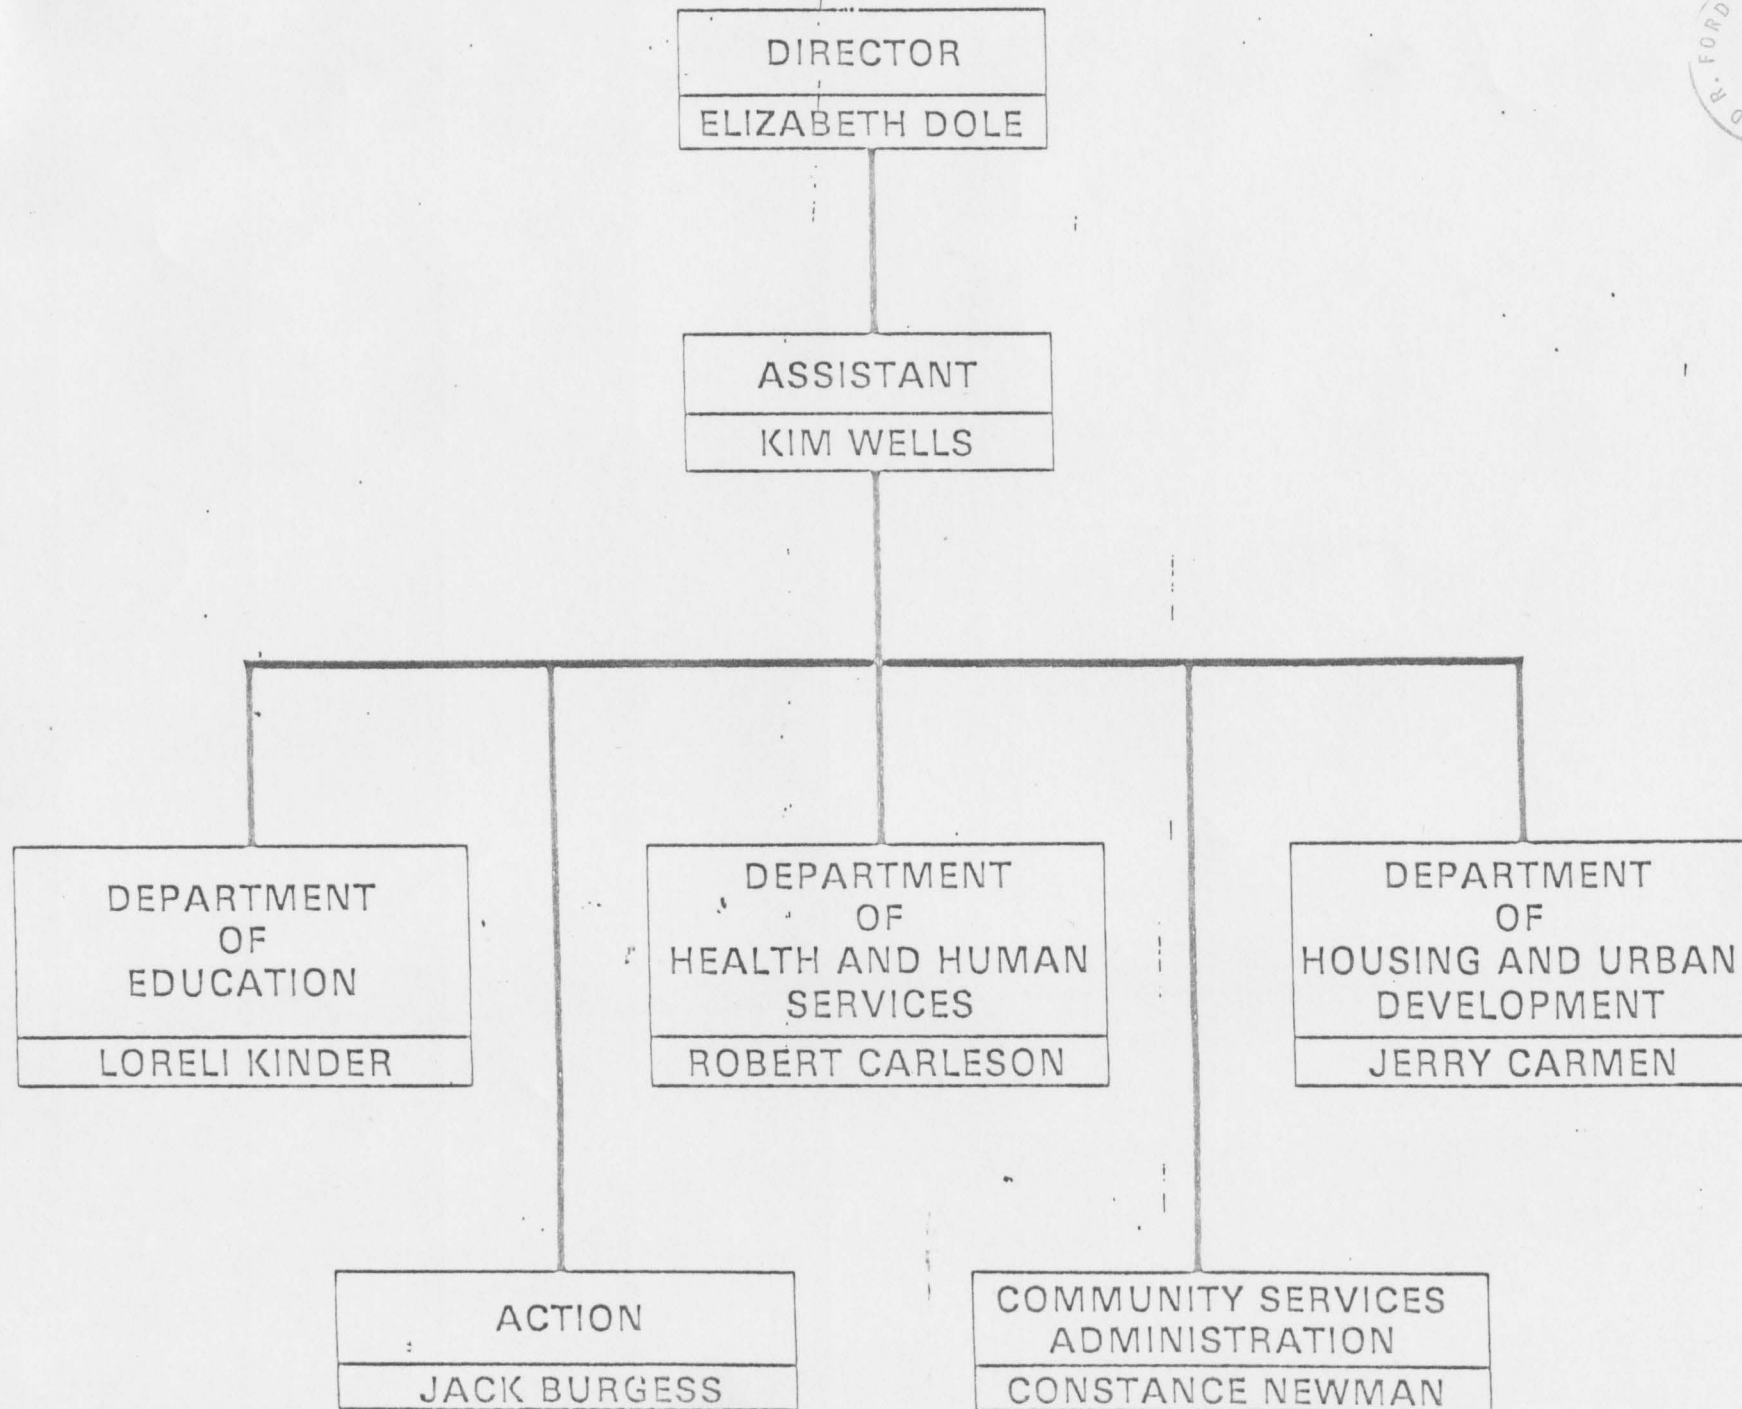 DIRECTOR
ELIZABETH DOLE
R. FORD
ASSISTANT
KIM WELLS
DEPARTMENT
OF
EDUCATION
LORELI KINDER
DEPARTMENT
OF
HEALTH AND HUMAN
SERVICES
ROBERT CARLESON
DEPARTMENT
OF
HOUSING AND URBAN
DEVELOPMENT
JERRY CARMEN
ACTION
JACK BURGESS
COMMUNITY SERVICES
ADMINISTRATION
CONSTANCE NEWMAN